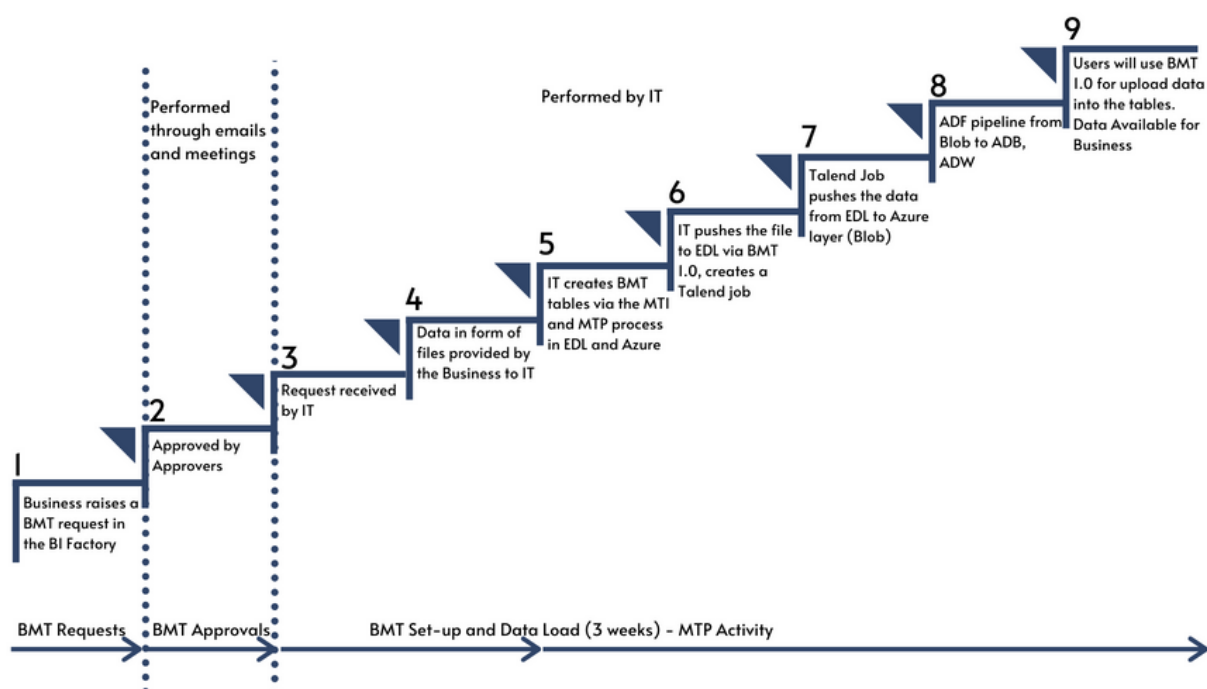 1
Business raises a
BMT request in
the BI Factory
2
Approved by
Approvers
Performed
through emails
and meetings
3
Request received
by IT
Performed by IT
4
Data in form of
files provided by
the Business to IT
5
IT creates BMT
tables via the MTI
and MTP process
in EDL and Azure
6
IT pushes the file
to EDL via BMT
1.0, creates a
Talend job
7
Talend Job
pushes the data
from EDL to Azure
layer (Blob)
8
ADF pipeline from
Blob to ADB,
ADW
9
Users will use BMT
1.0 for upload data
into the tables.
Data Available for
Business
BMT Requests
BMT Approvals
BMT Set-up and Data Load (3 weeks) - MTP Activity